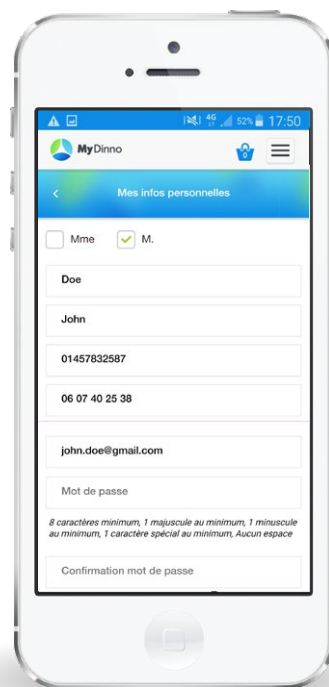 4G 52% 17:50
MyDinno
0
Mes infos personnelles
Mme M.
Doe
John
01457832587
06 07 40 25 38
john.doe@gmail.com
Mot de passe
8 caractères minimum, 1 majuscule au minimum, 1 minuscule
au minimum, 1 caractère spécial au minimum, Aucun espace
Confirmation mot de passe